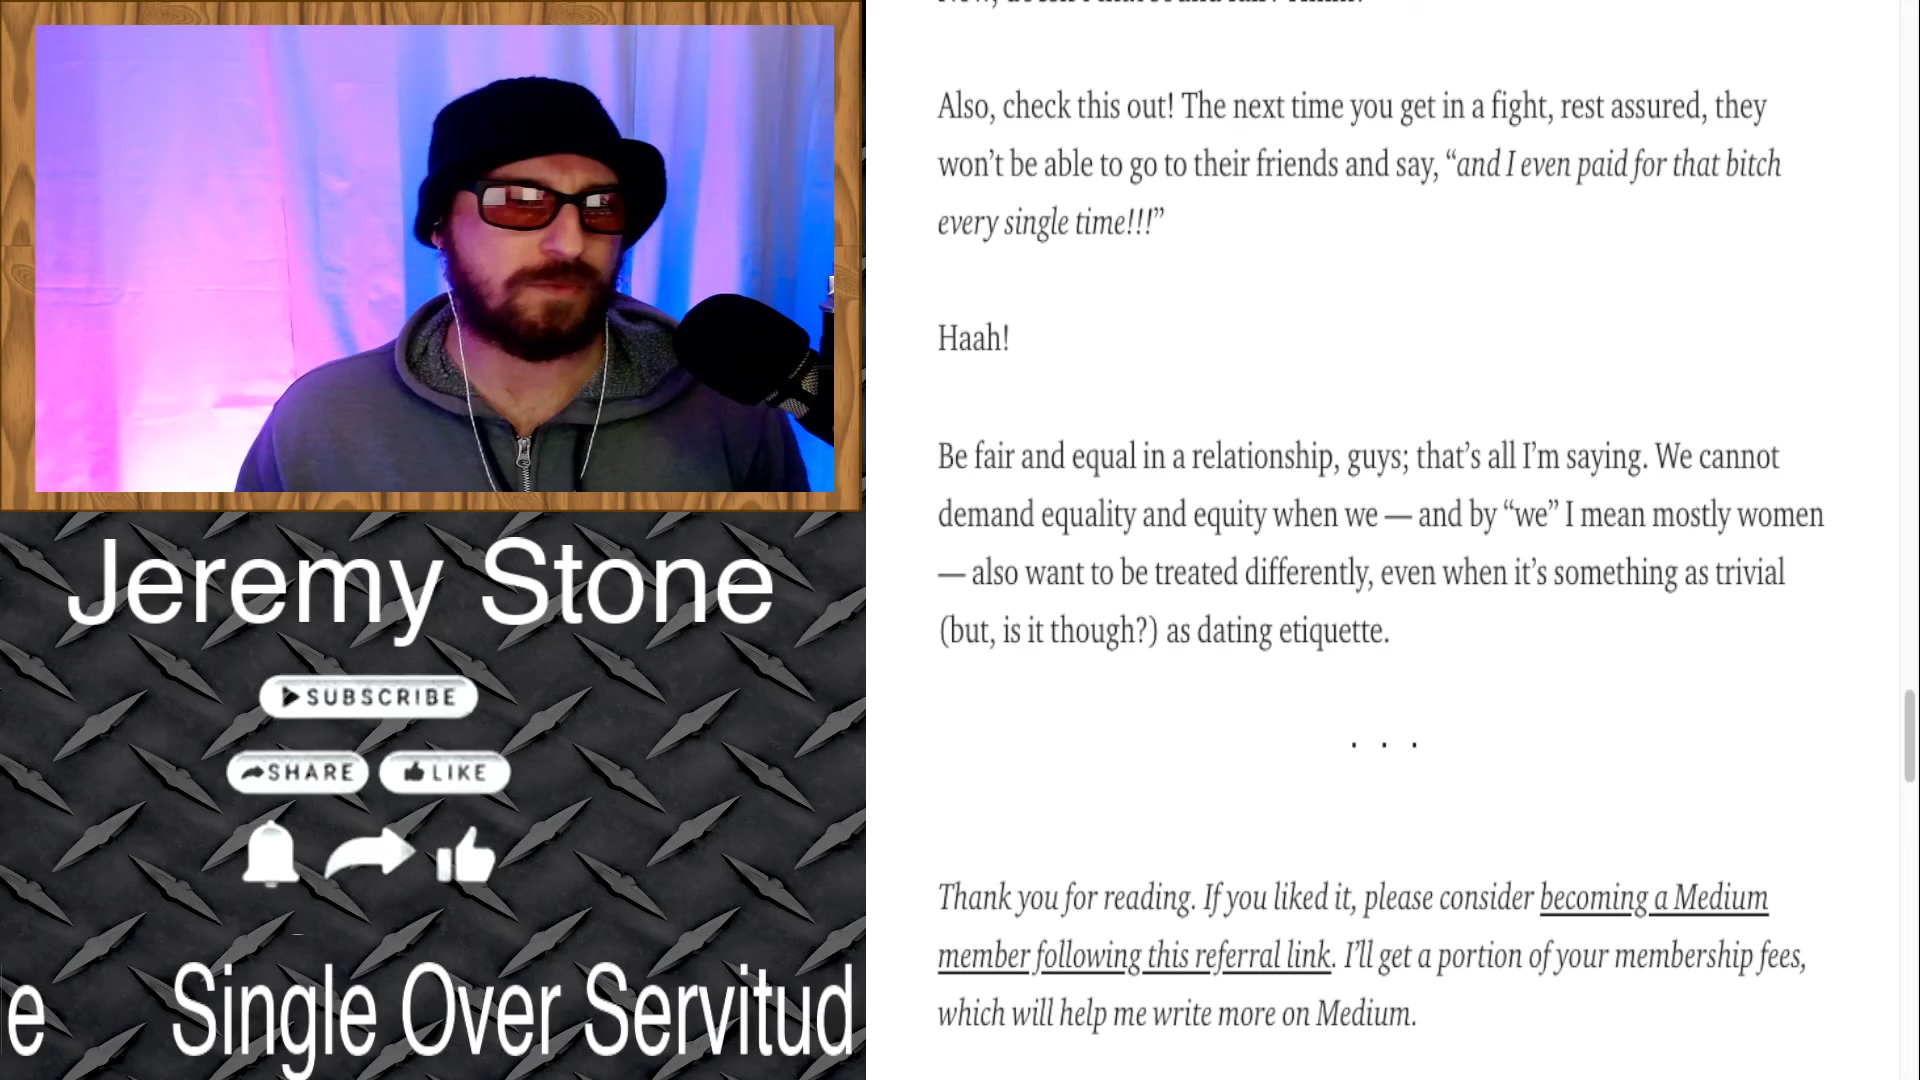 Jeremy Stone
SUBSCRIBE
SHARE
LIKE
e Single Over Servitud
Also, check this out! The next time you get in a fight, rest assured, they
won’t be able to go to their friends and say, “and I even paid for that bitch
every single time!!!”
Haah!
Be fair and equal in a relationship, guys; that’s all I’m saying. We cannot
demand equality and equity when we — and by “we” I mean mostly women
— also want to be treated differently, even when it’s something as trivial
(but, is it though?) as dating etiquette.
. . .
Thank you for reading. If you liked it, please consider becoming a Medium
member following this referral link. I’ll get a portion of your membership fees,
which will help me write more on Medium.